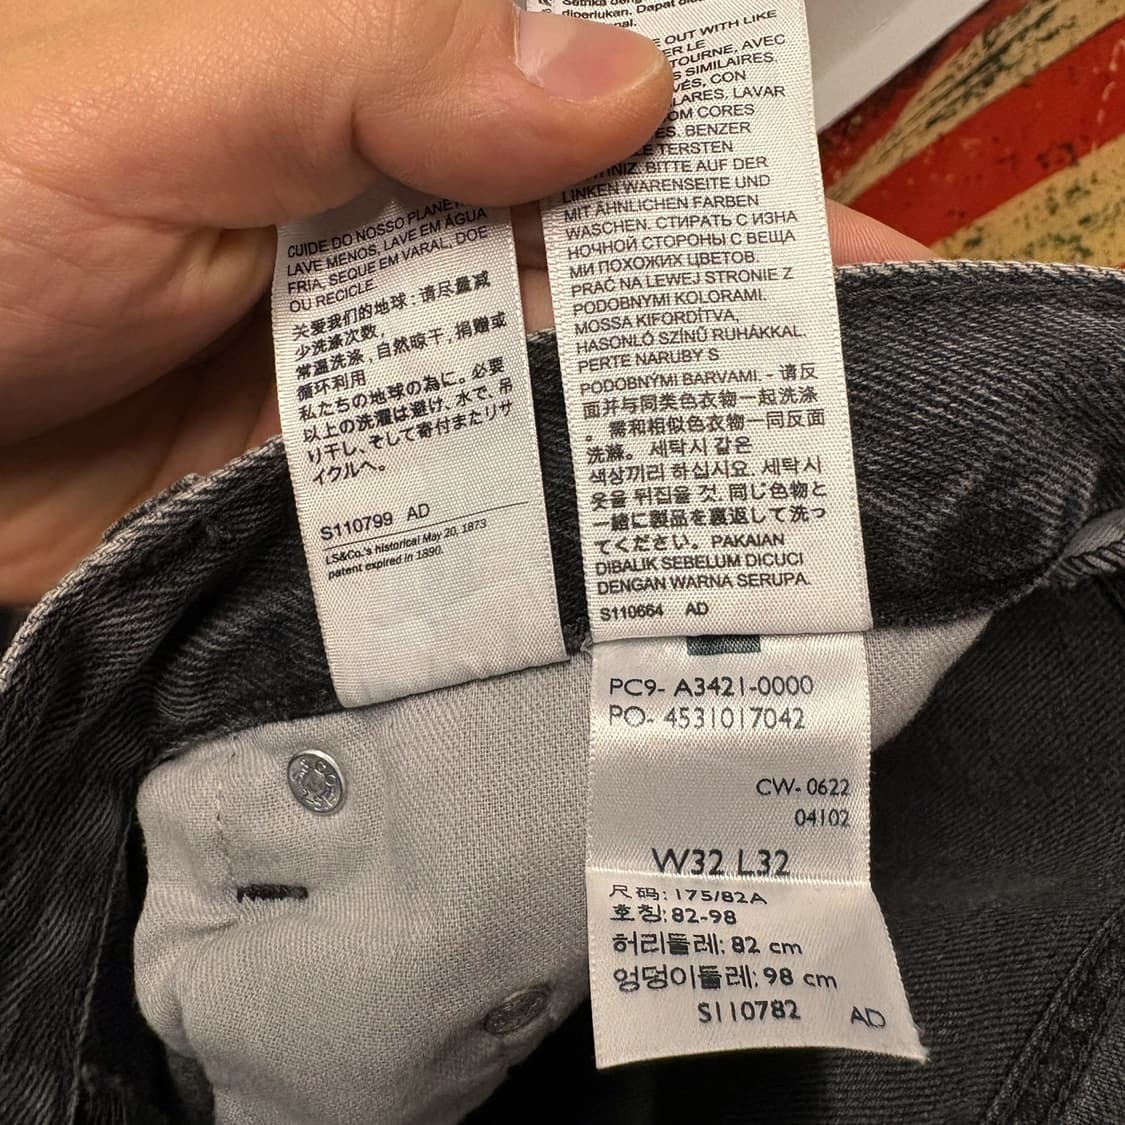 CUIDE DO NOSSO PLANETA
LAVE MENOS, LAVE EM ÁGUA
FRIA, SEQUE EM VARAL, DOE
OU RECICLE.
关爱我们的地球:请尽量减
少洗涤次数,
常温洗涤,自然晾干,捐赠或
循环利用
私たちの地球の為に。必要
以上の洗濯は避け、水で、吊
り干し、そして寄付またリサ
イクルへ。
S110799 AD
LS&Co.'s historical May 20, 1873
patent expired in 1890.
diperlukan. Dapat
OUT WITH LIKE
ER LE
TOURNE, AVEC
SIMILAIRES.
VÉS, CON
LARES. LAVAR
OM CORES
BENZER
TERSTEN
BITTE AUF DER
LINKEN WARENSEITE UND
MIT ÄHNLICHEN FARBEN
WASCHEN. СТИРАТЬ С ИЗНА
НОЧНОЙ СТОРОНЫ С ВЕЩА
МИ ПОХОЖИХ ЦВЕТОВ.
PRAĆ NA LEWEJ STRONIE Z
PODOBNYMI KOLORAMI.
MOSSA KIFORDÍTVA,
HASONLÓ SZÍNŰ RUHÁKKAL.
PERTE NARUBY S
PODOBNÝMI BARVAMI. - 请反
面并与同类色衣物一起洗涤
。需和相似色衣物一同反面
洗滌。 세탁시 같은
색상끼리 하십시요. 세탁시
옷을 뒤집을 것. 同じ色物と
一緒に製品を裏返して洗っ
てください。PAKAIAN
DIBALIK SEBELUM DICUCI
DENGAN WARNA SERUPA.
S110664 AD
PC9- A3421-0000
PO- 4531017042
CW- 0622
04102
W32 L32
尺码: 175/82A
호칭: 82-98
허리둘레: 82 cm
엉덩이둘레: 98 cm
S110782 AD